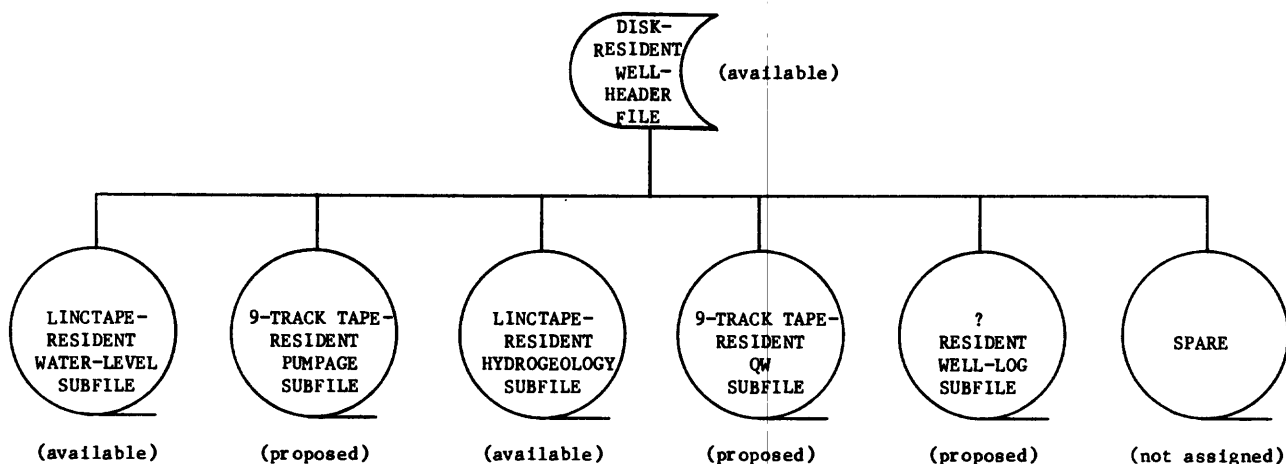 DISK-
RESIDENT
WELL-
HEADER
FILE
(available)
LINCTAPE-
RESIDENT
WATER-LEVEL
SUBFILE
(available)
9-TRACK TAPE-
RESIDENT
PUMPAGE
SUBFILE
(proposed)
LINCTAPE-
RESIDENT
HYDROGEOLOGY
SUBFILE
(available)
9-TRACK TAPE-
RESIDENT
QW
SUBFILE
(proposed)
?
RESIDENT
WELL-LOG
SUBFILE
(proposed)
SPARE
(not assigned)